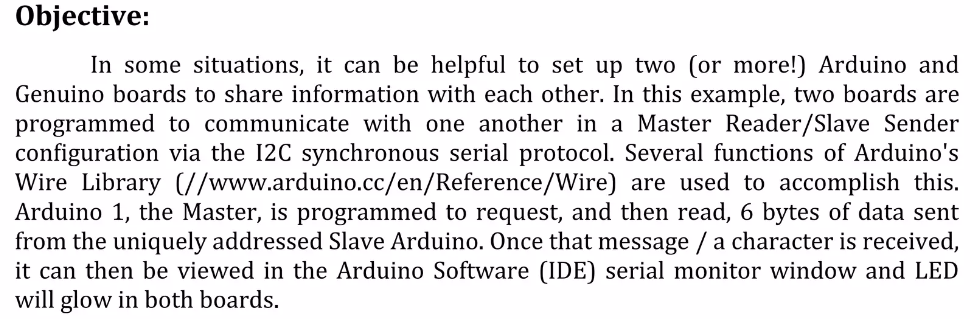 Objective:
In some situations, it can be helpful to set up two (or more!) Arduino and
Genuino boards to share information with each other. In this example, two boards are
programmed to communicate with one another in a Master Reader/Slave Sender
configuration via the I2C synchronous serial protocol. Several functions of Arduino's
Wire Library (//www.arduino.cc/en/Reference/Wire) are used to accomplish this.
Arduino 1, the Master, is programmed to request, and then read, 6 bytes of data sent
from the uniquely addressed Slave Arduino. Once that message / a character is received,
it can then be viewed in the Arduino Software (IDE) serial monitor window and LED
will glow in both boards.